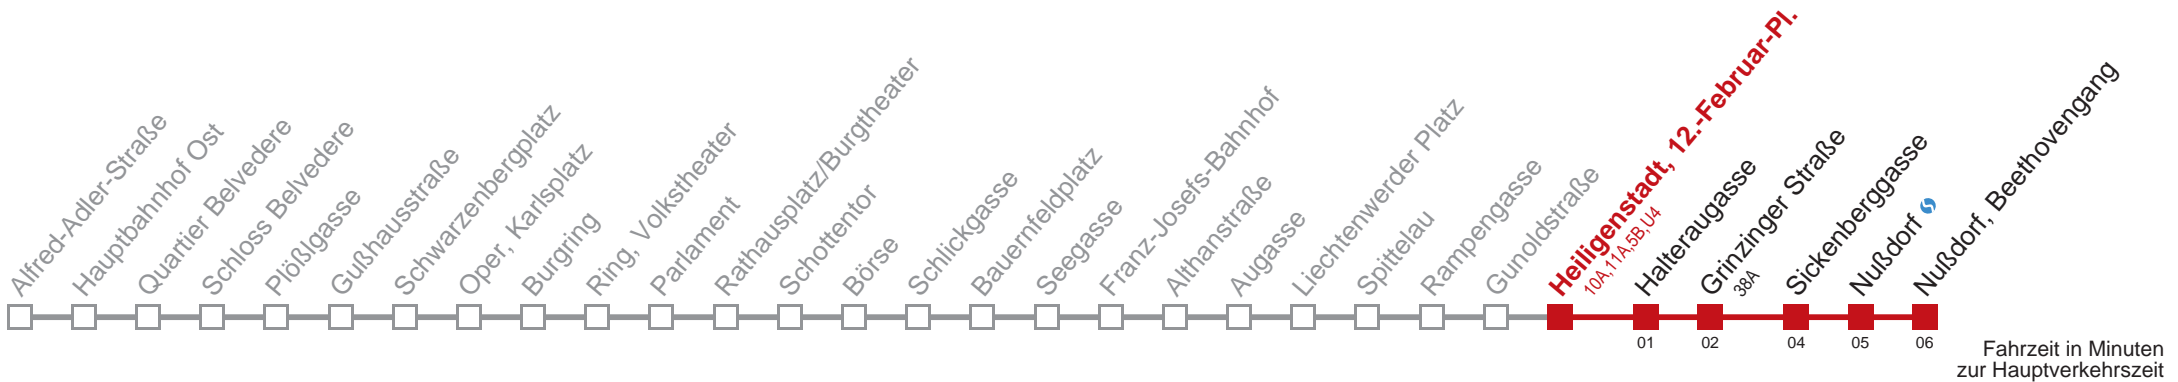 Alfred-Adler-Straße
Hauptbahnhof Ost
Quartier Belvedere
Schloss Belvedere
Plößlgasse
Gußhausstraße
Schwarzenbergplatz
Oper, Karlsplatz
Burgring
Ring, Volkstheater
Parlament
Rathausplatz/Burgtheater
Schottentor
Börse
Schlickgasse
Bauernfeldplatz
Seegasse
Franz-Josefs-Bahnhof
Althanstraße
Augasse
Liechtenwerder Platz
Spittelau
Rampengasse
Gunoldstraße
Heiligenstadt, 12.-Februar-Pl.
10A,11A,5B,U4
Halteraugasse
Grinzinger Straße
38A
Sickenberggasse
Nußdorf
Nußdorf, Beethovengang
01
02
04
05
06
Fahrzeit in Minuten
zur Hauptverkehrszeit